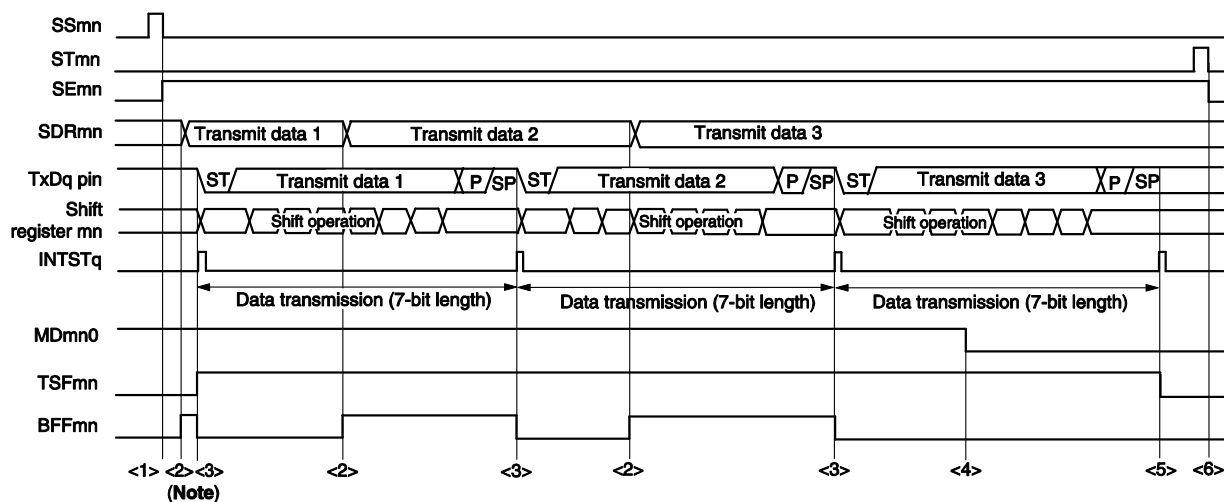 SSmn
STmn
SEmn
SDRmn Transmit data 1 Transmit data 2 Transmit data 3
TxDq pin ST Transmit data 1 P SP ST Transmit data 2 P SP ST Transmit data 3 P SP
Shift
register mn Shift operation Shift operation Shift operation
INTSTq
Data transmission (7-bit length) Data transmission (7-bit length) Data transmission (7-bit length)
MDmn0
TSFmn
BFFmn
<1> <2> <3> <2> <3> <2> <3> <4> <5> <6>
(Note)